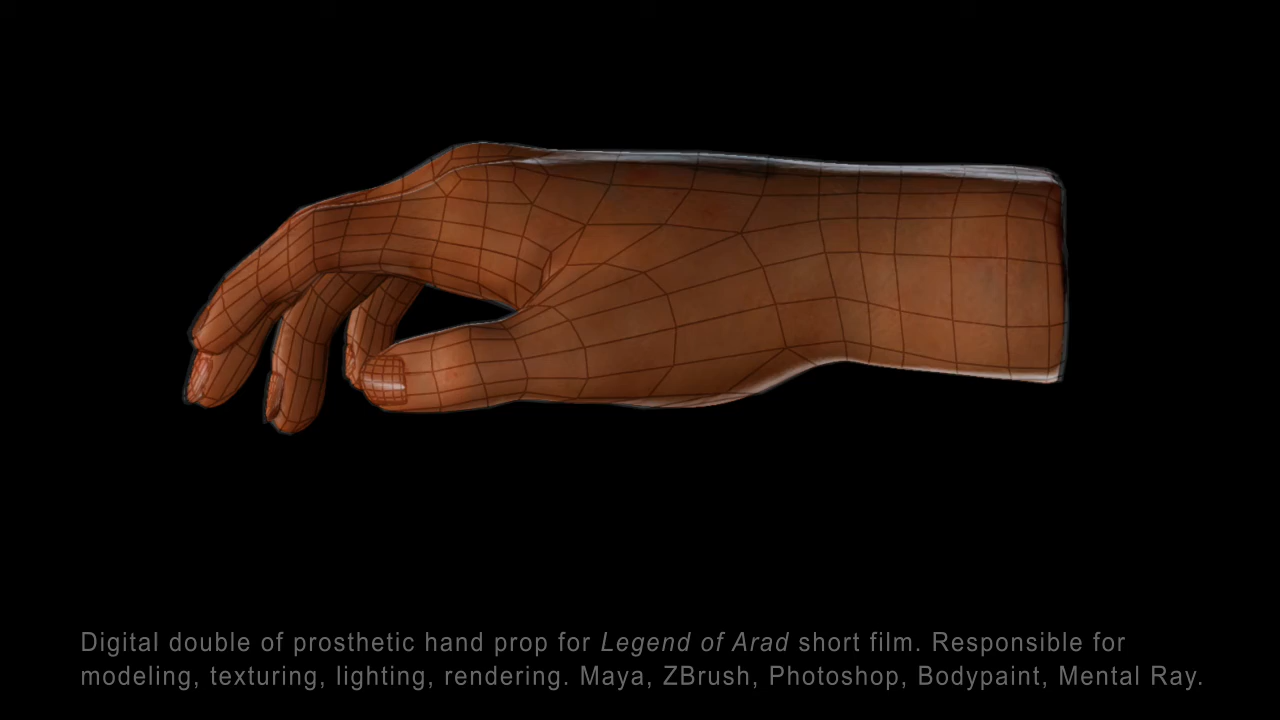 Digital double of prosthetic hand prop for Legend of Arad short film. Responsible for
modeling, texturing, lighting, rendering. Maya, ZBrush, Photoshop, Bodypaint, Mental Ray.